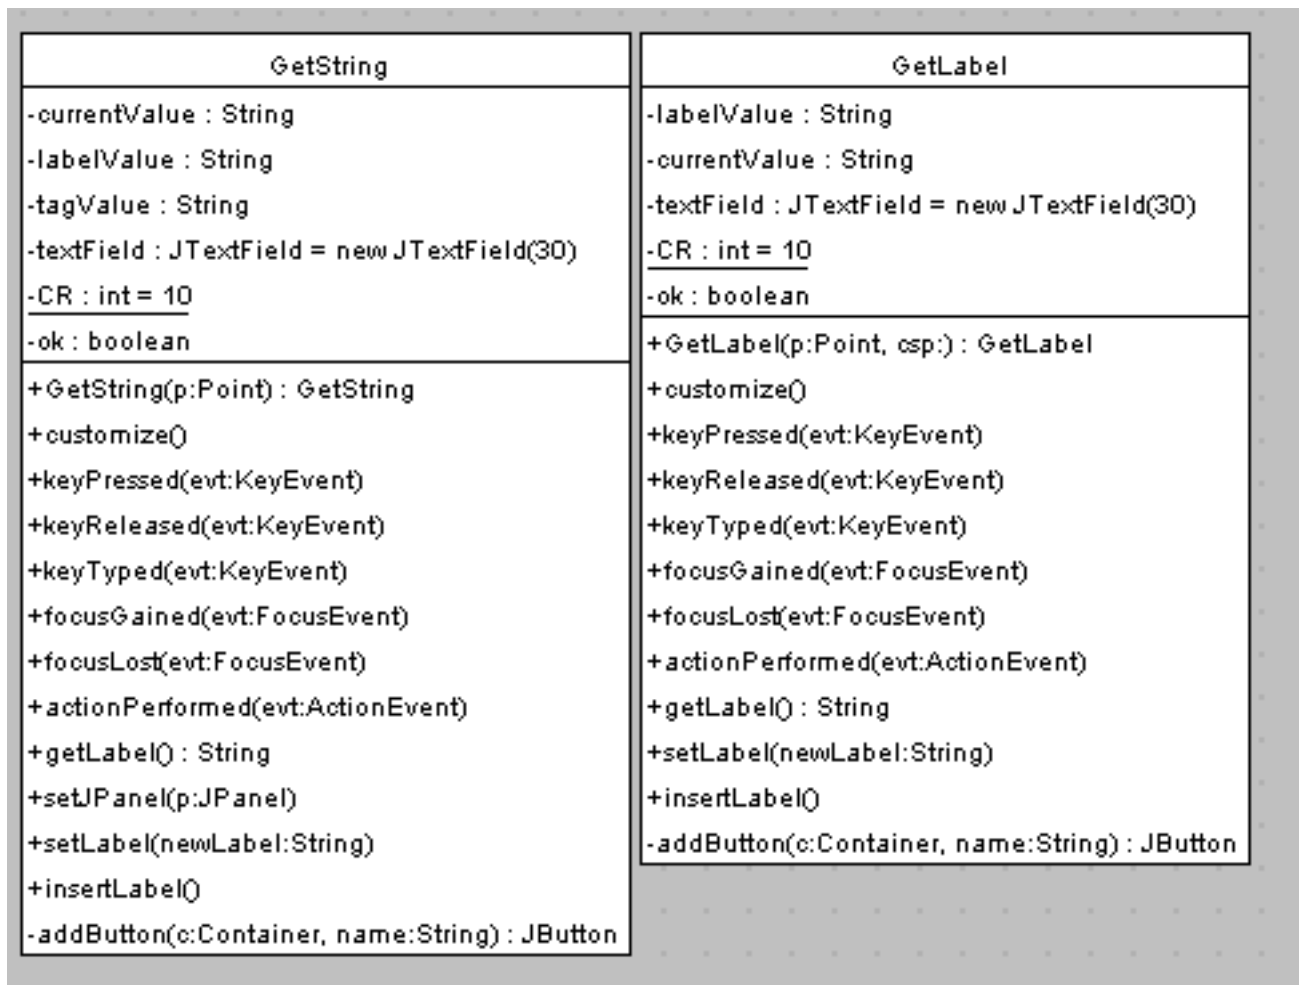 GetString
-currentValue : String
-labelValue : String
-tagValue : String
-textField : JTextField = new JTextField(30)
-CR : int = 10
-ok : boolean
+GetString(p:Point) : GetString
+customize()
+keyPressed(evt:KeyEvent)
+keyReleased(evt:KeyEvent)
+keyTyped(evt:KeyEvent)
+focusGained(evt:FocusEvent)
+focusLost(evt:FocusEvent)
+actionPerformed(evt:ActionEvent)
+getLabel() : String
+setJPanel(p:JPanel)
+setLabel(newLabel:String)
+insertLabel()
-addButton(c:Container, name:String) : JButton
GetLabel
-labelValue : String
-currentValue : String
-textField : JTextField = new JTextField(30)
-CR : int = 10
-ok : boolean
+GetLabel(p:Point, csp:) : GetLabel
+customize()
+keyPressed(evt:KeyEvent)
+keyReleased(evt:KeyEvent)
+keyTyped(evt:KeyEvent)
+focusGained(evt:FocusEvent)
+focusLost(evt:FocusEvent)
+actionPerformed(evt:ActionEvent)
+getLabel() : String
+setLabel(newLabel:String)
+insertLabel()
-addButton(c:Container, name:String) : JButton